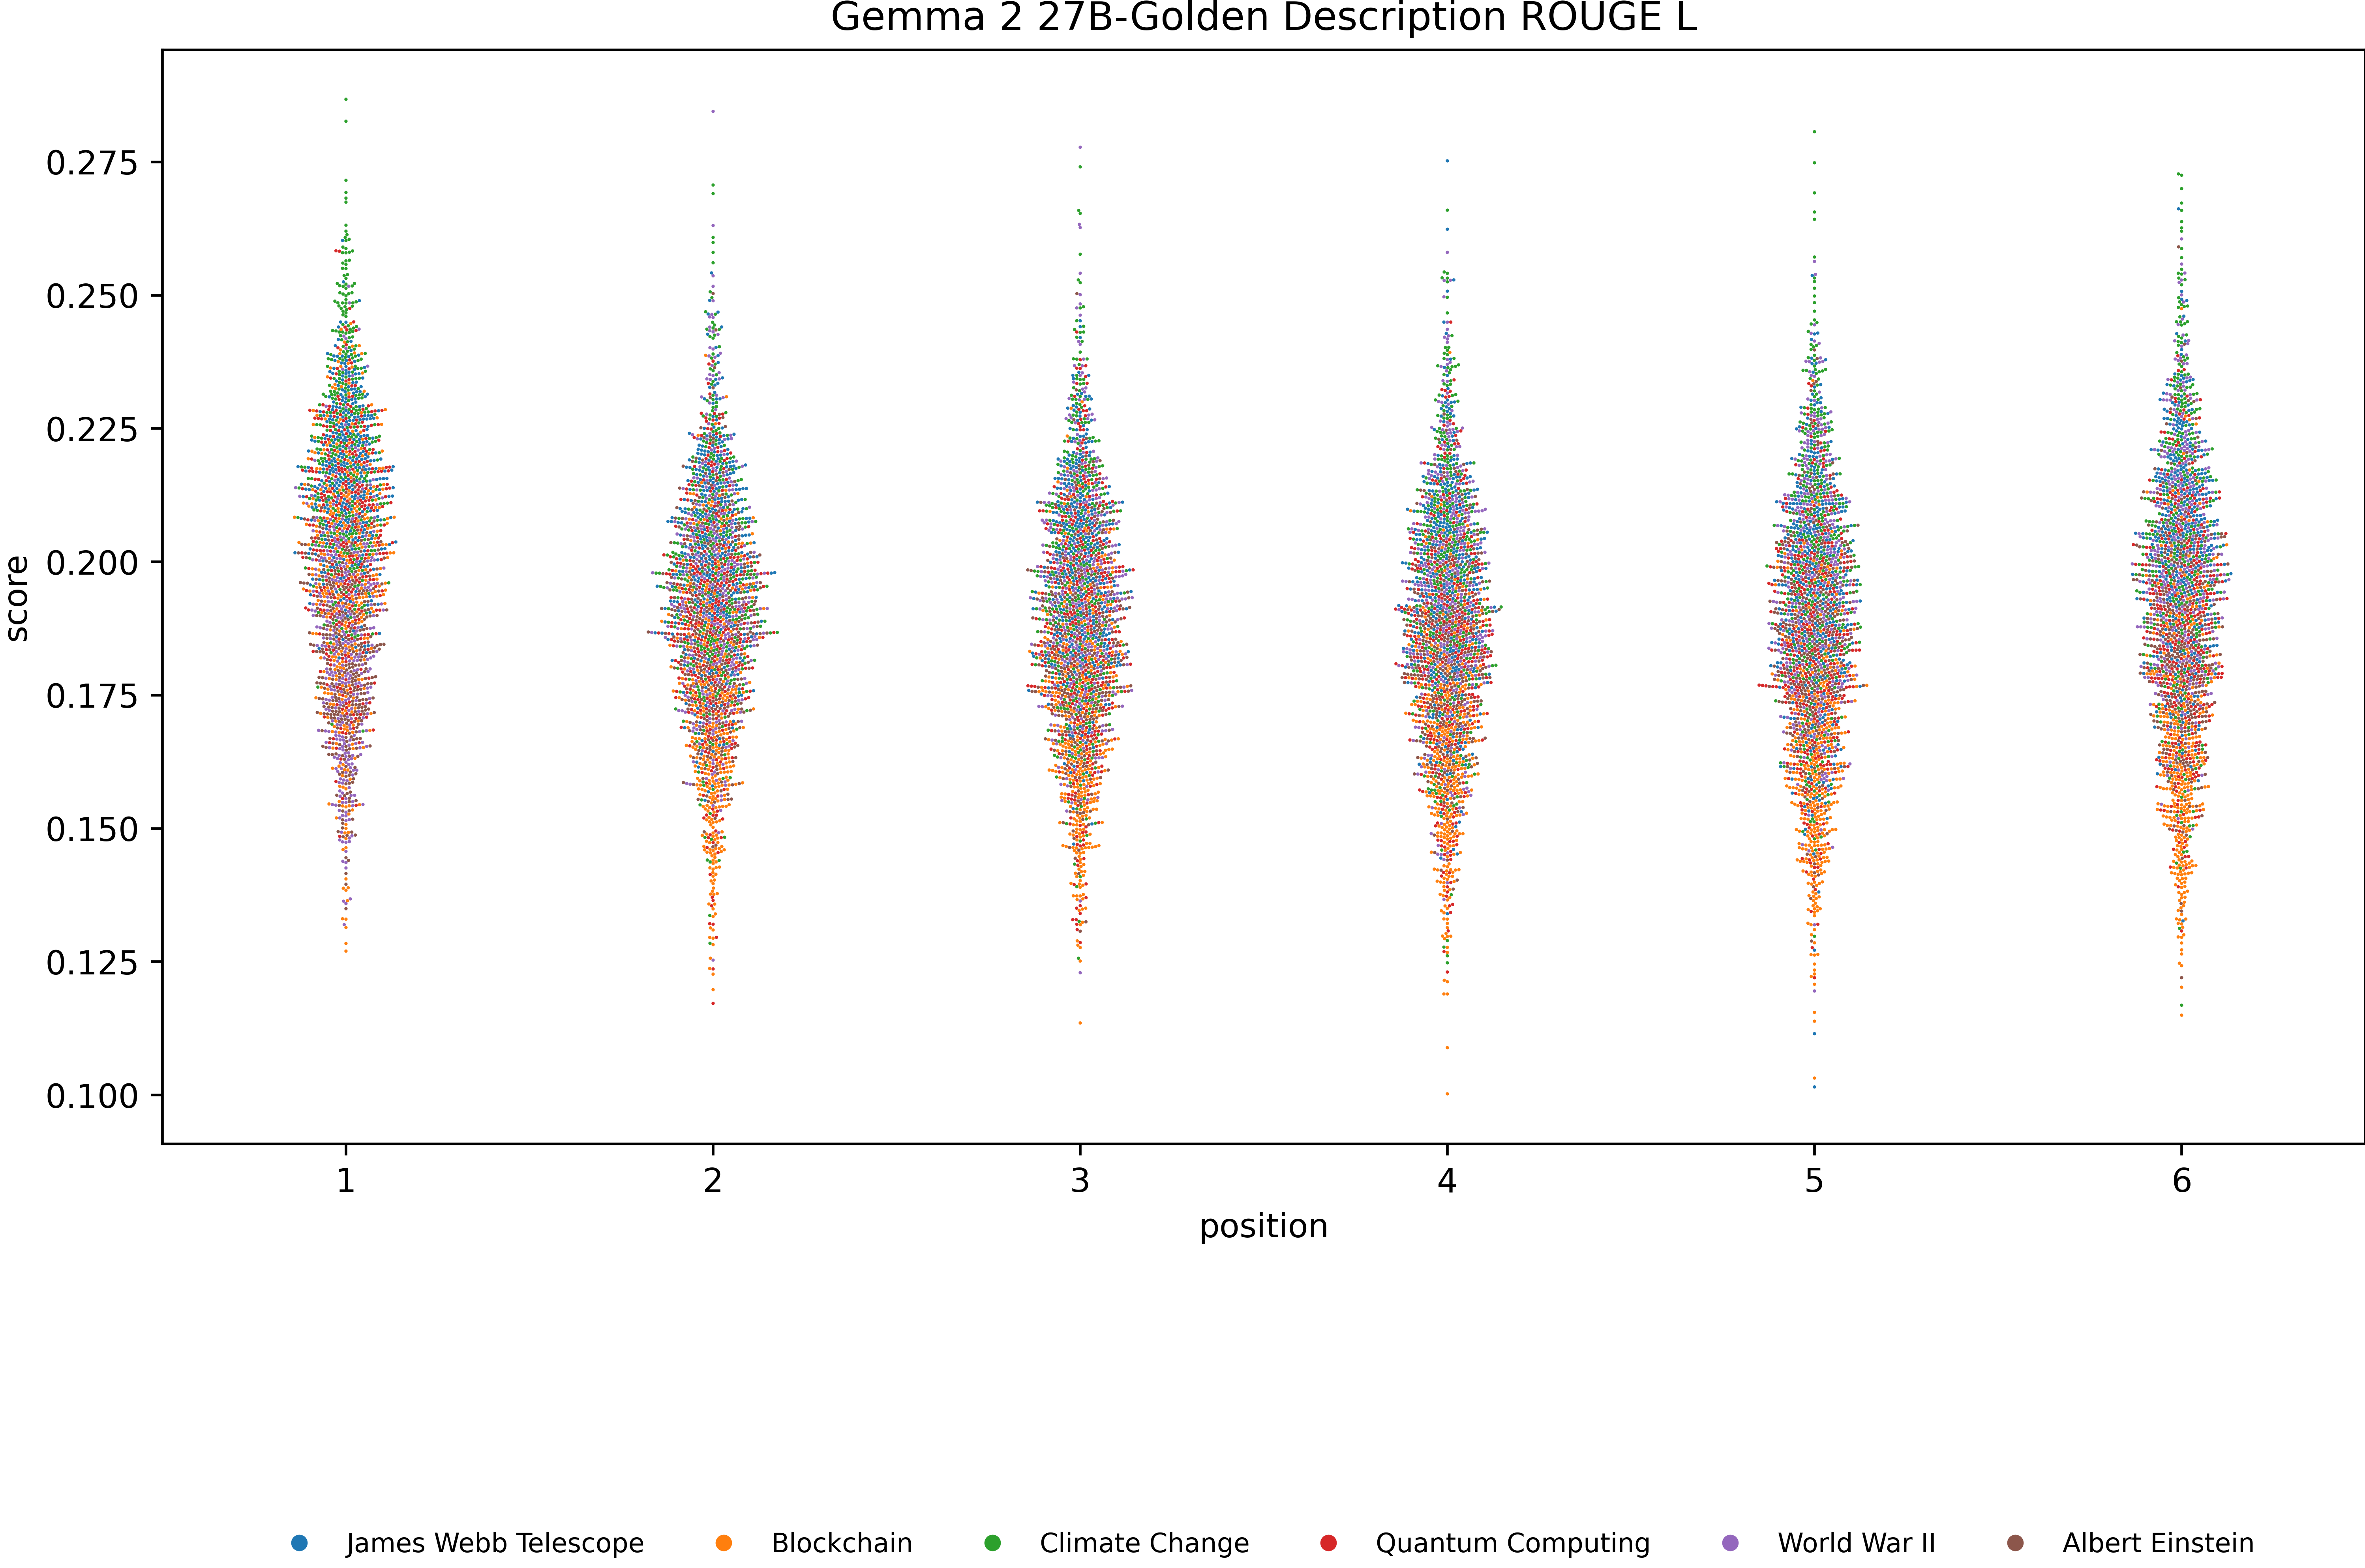 Gemma 2 27B-Golden Description ROUGE L
0.275
0.250
0.225
0.200
0.175
0.150
0.125
0.100
score
1 2 3 4 5 6
position
James Webb Telescope Blockchain Climate Change Quantum Computing World War II Albert Einstein